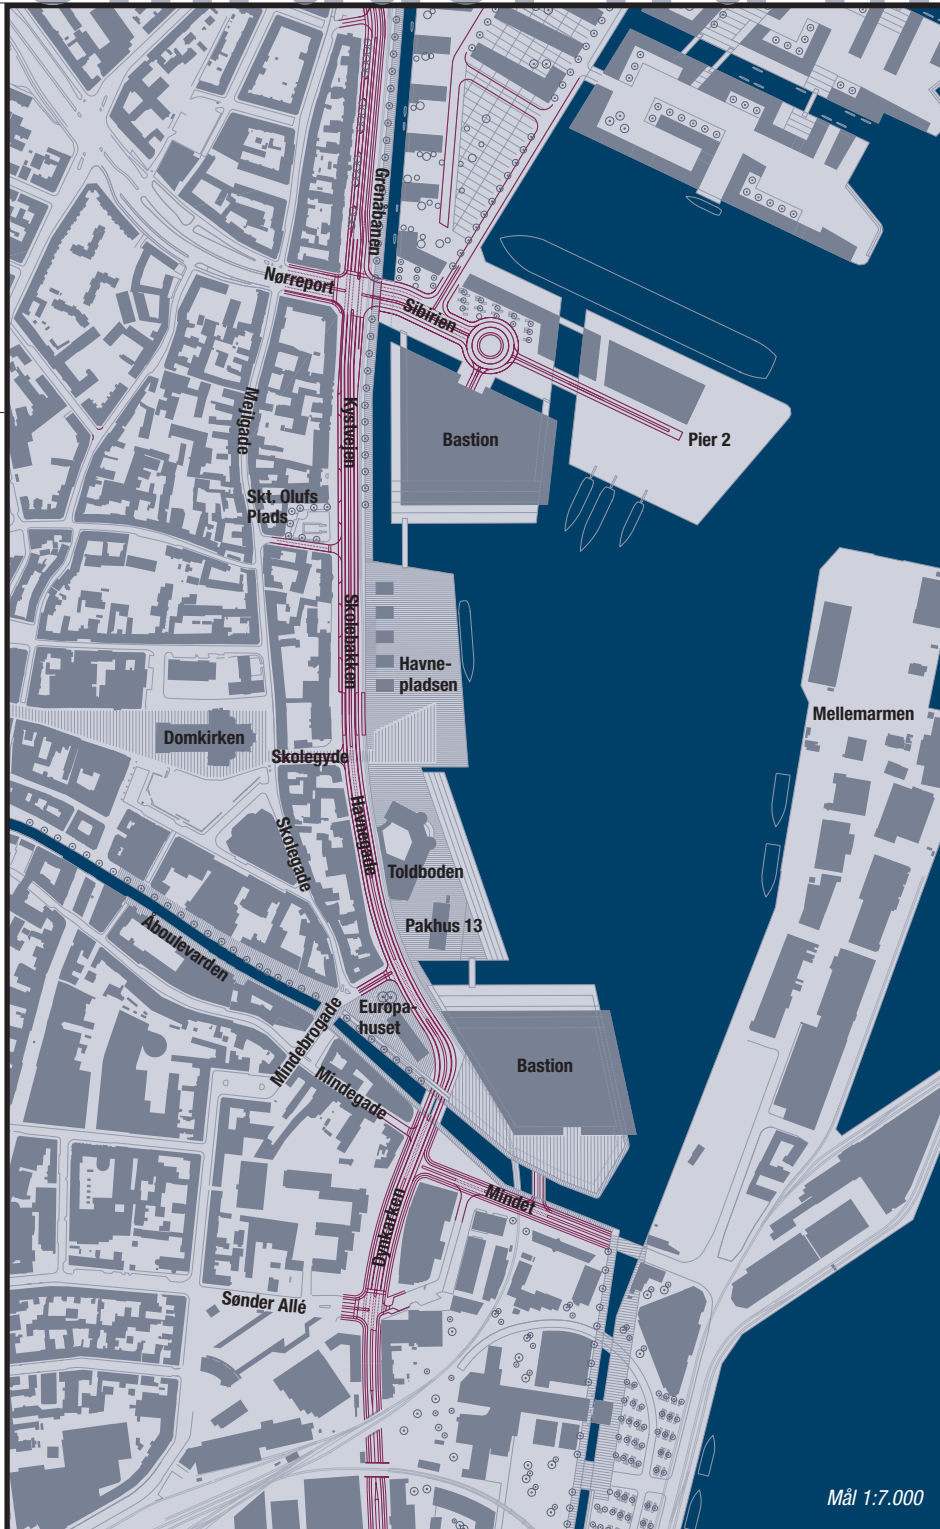 Grenåbanen
Nørreport
Sibirien
Mejlgade
Kystvejen
Bastion
Pier 2
Skt. Olufs
Plads
Skolebakken
Havne-
pladsen
Mellemarmen
Domkirken
Skolegyde
Havnegade
Skolegade
Toldboden
Pakhus 13
Åboulevarden
Europa-
huset
Mindebrogade
Bastion
Mindegade
Mindet
Dynkarken
Sønder Allé
Mål 1:7.000